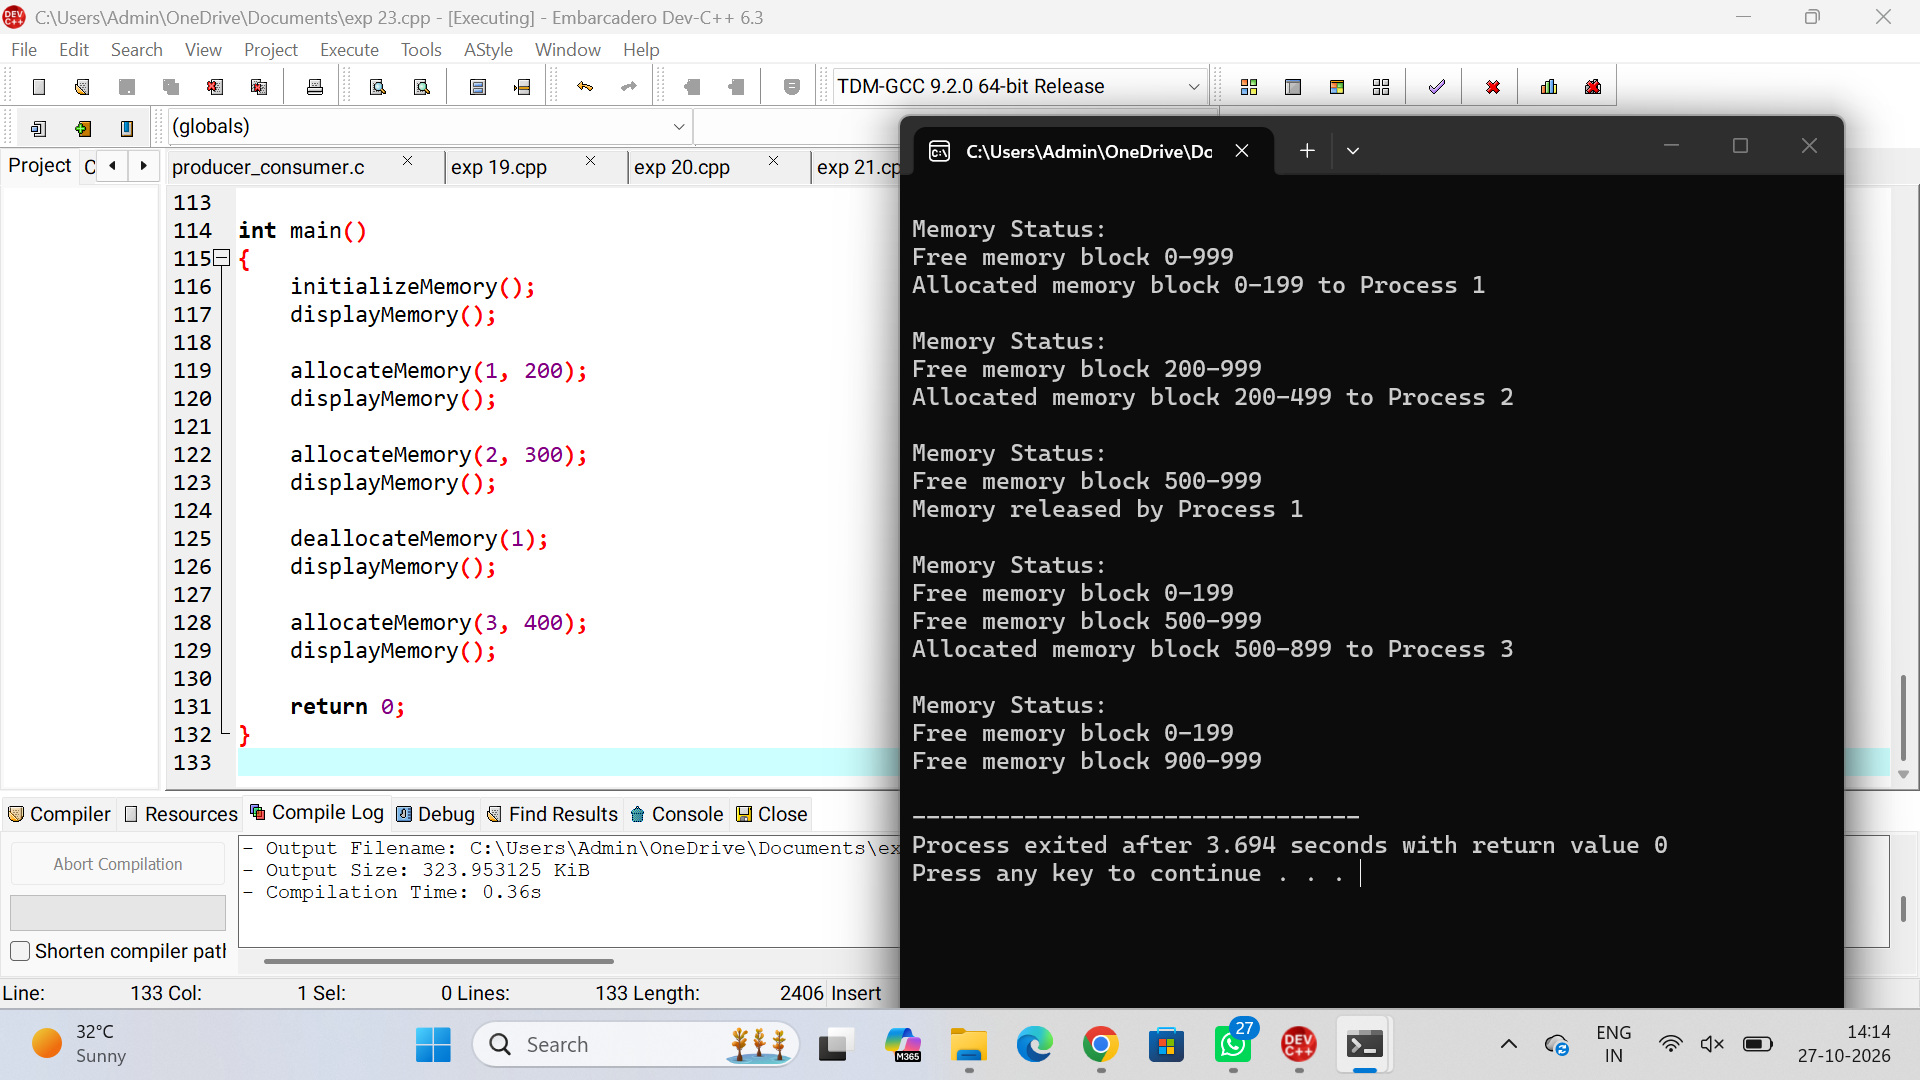 C:\Users\Admin\OneDrive\Documents\exp 23.cpp - [Executing] - Embarcadero Dev-C++ 6.3
File Edit Search View Project Execute Tools AStyle Window Help
TDM-GCC 9.2.0 64-bit Release
(globals)
Project
producer_consumer.c
exp 19.cpp
exp 20.cpp
exp 21.cp
113
114 int main()
115 {
116 initializeMemory();
117 displayMemory();
118
119 allocateMemory(1, 200);
120 displayMemory();
121
122 allocateMemory(2, 300);
123 displayMemory();
124
125 deallocateMemory(1);
126 displayMemory();
127
128 allocateMemory(3, 400);
129 displayMemory();
130
131 return 0;
132 }
133
C:\Users\Admin\OneDrive\Dc
Memory Status:
Free memory block 0-999
Allocated memory block 0-199 to Process 1
Memory Status:
Free memory block 200-999
Allocated memory block 200-499 to Process 2
Memory Status:
Free memory block 500-999
Memory released by Process 1
Memory Status:
Free memory block 0-199
Free memory block 500-999
Allocated memory block 500-899 to Process 3
Memory Status:
Free memory block 0-199
Free memory block 900-999
--------------------------------
Process exited after 3.694 seconds with return value 0
Press any key to continue . . .
Compiler Resources Compile Log Debug Find Results Console Close
Abort Compilation
Shorten compiler path
- Output Filename: C:\Users\Admin\OneDrive\Documents\ex
- Output Size: 323.953125 KiB
- Compilation Time: 0.36s
Line: 133 Col: 1 Sel: 0 Lines: 133 Length: 2406 Insert
32°C
Sunny
Search
M365
27
DEV C++
ENG
IN
14:14
27-10-2026